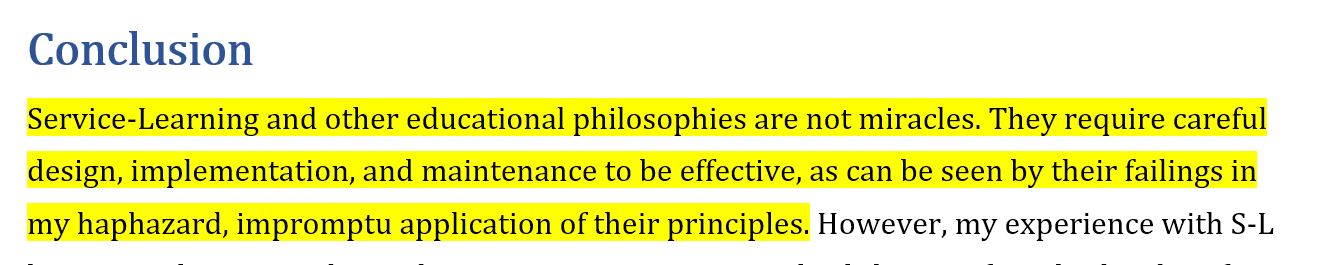 Conclusion
Service-Learning and other educational philosophies are not miracles. They require careful
design, implementation, and maintenance to be effective, as can be seen by their failings in
my haphazard, impromptu application of their principles. However, my experience with S-L